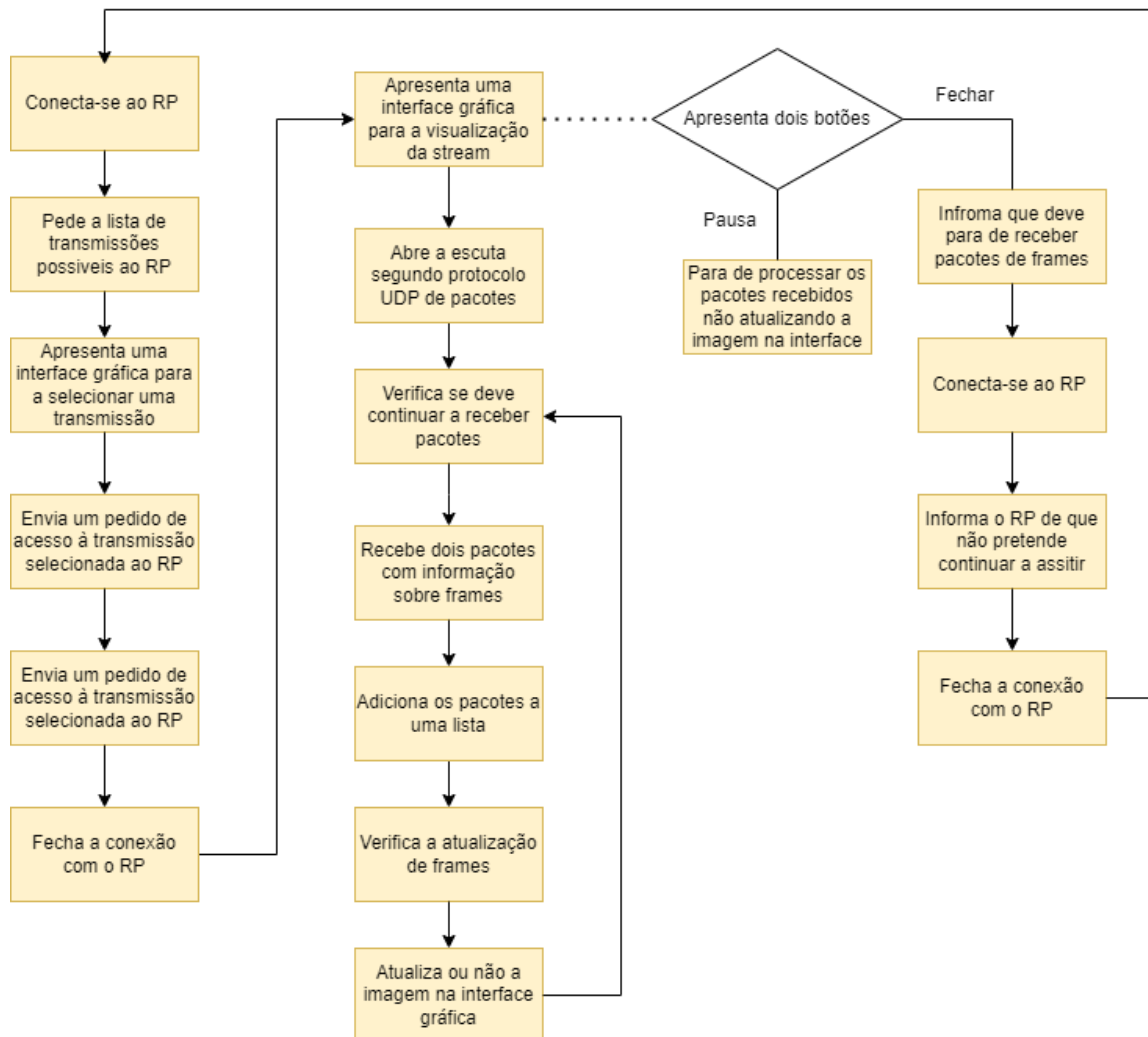 Conecta-se ao RP
Pede a lista de
transmissões
possiveis ao RP
Apresenta uma
interface gráfica para
a selecionar uma
transmissão
Envia um pedido de
acesso à transmissão
selecionada ao RP
Envia um pedido de
acesso à transmissão
selecionada ao RP
Fecha a conexão
com o RP
Apresenta uma
interface gráfica
para a visualização
da stream
Abre a escuta
segundo protocolo
UDP de pacotes
Verifica se deve
continuar a receber
pacotes
Recebe dois pacotes
com informação
sobre frames
Adiciona os pacotes a
uma lista
Verifica a atualização
de frames
Atualiza ou não a
imagem na interface
gráfica
Apresenta dois botões
Pausa
Para de processar os
pacotes recebidos
não atualizando a
imagem na interface
Fechar
Infroma que deve
para de receber
pacotes de frames
Conecta-se ao RP
Informa o RP de que
não pretende
continuar a assitir
Fecha a conexão
com o RP